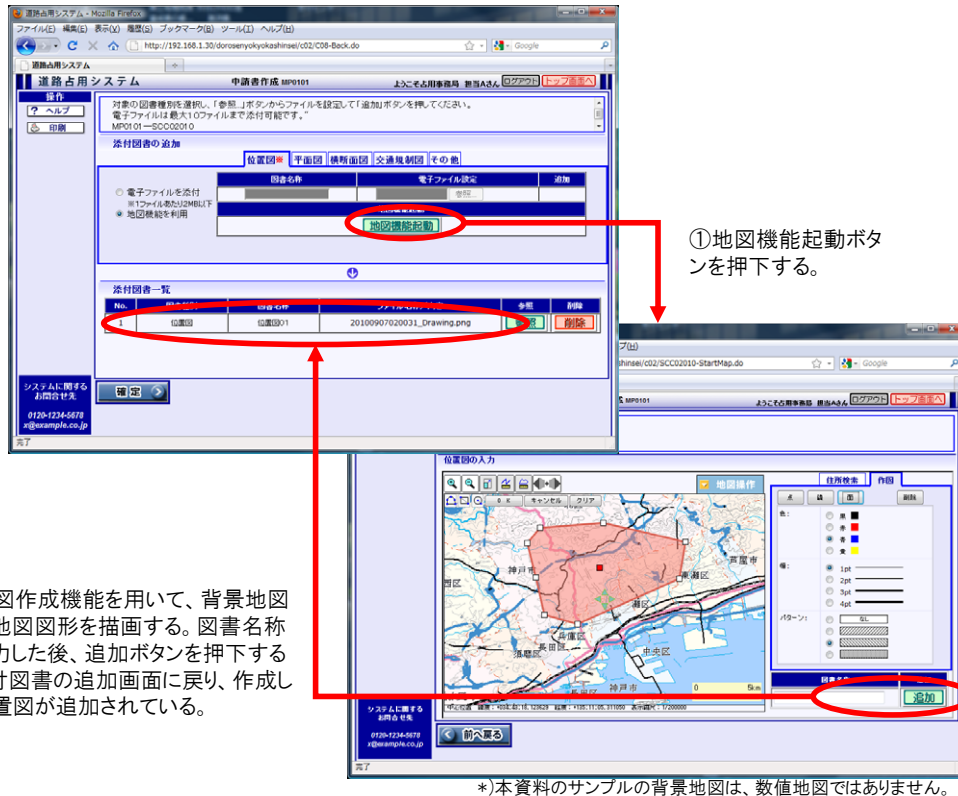 道路占用システム - Mozilla Firefox
ファイル(F) 編集(E) 表示(V) 履歴(S) ブックマーク(B) ツール(T) ヘルプ(H)
http://192.168.1.30/dorosenyokyokashinsei/c02/C08-Back.do
Google
道路占用システム
道路占用システム
申請書作成 MP0101
ようこそ占用事務局 担当Aさん
ログアウト
トップ画面へ
操作
? ヘルプ
印刷
対象の図書種別を選択し、「参照...」ボタンからファイルを設定して「追加」ボタンを押してください。
電子ファイルは最大10ファイルまで添付可能です。"
MP0101―SCC02010
添付図書の追加
位置図※ 平面図 横断面図 交通規制図 その他
図書名称 電子ファイル設定 追加
電子ファイルを添付
※1ファイルあたり2MB以下
参照...
地図機能を利用
地図機能起動
添付図書一覧
No. 参照 削除
1 位置図 位置図01 20100907020031_Drawing.png 削除
確定
システムに関する
お問合せ先
0120-1234-5678
x@example.co.jp
完了
①地図機能起動ボタ
ンを押下する。
ルプ(H)
shinsei/c02/SCC02010-StartMap.do
Google
MP0101
ようこそ占用事務局 担当Aさん
ログアウト
トップ画面へ
位置図の入力
地図操作
住所検索 作図
OK キャンセル クリア
点 線 面 削除
色:
黒
赤
青
黄
幅:
1pt
2pt
3pt
4pt
パターン:
なし
神戸市
西区
芦屋市
東灘区
灘区
兵庫区
長田区
須磨区
中央区
神戸市
0 5km
追加
システムに関する
お問合せ先
0120-1234-5678
x@example.co.jp
前へ戻る
完了
図作成機能を用いて、背景地図
地図図形を描画する。図書名称
力した後、追加ボタンを押下する
付図書の追加画面に戻り、作成し
置図が追加されている。
*)本資料のサンプルの背景地図は、数値地図ではありません。